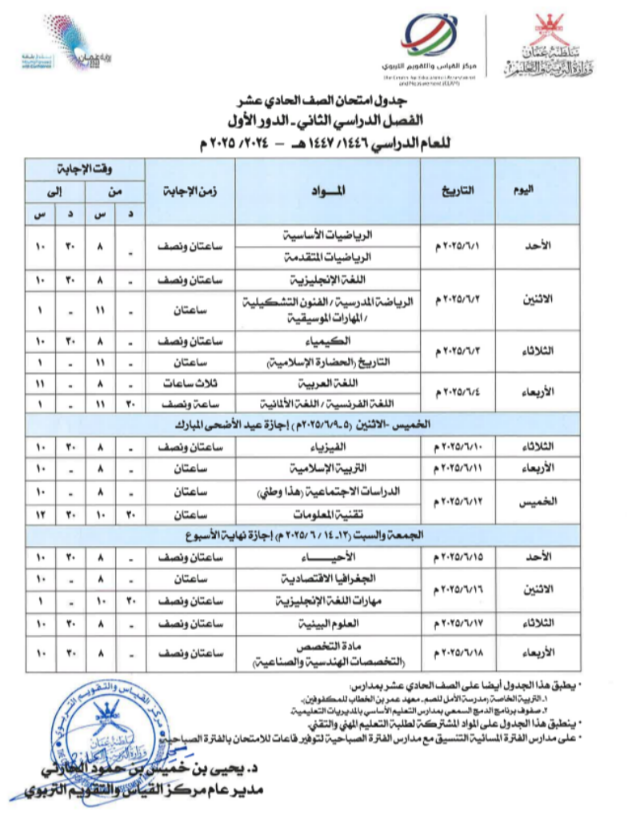 سلطنة عمان
وزارة التربية والتعليم
مركز القياس والتقويم التربوي
جدول امتحان الصف الحادي عشر
الفصل الدراسي الثاني - الدور الأول
للعام الدراسي ١٤٤٦/ ١٤٤٧ هـ - ٢٠٢٤/ ٢٠٢٥ م
اليوم التاريخ المـــواد زمن الإجابة وقت الإجابة
من إلى
د س د س
الأحد ٢٠٢٥/٦/١ م الرياضيات الأساسية ساعتان ونصف - ٨ ٣٠ ١٠
الرياضيات المتقدمة
الاثنين ٢٠٢٥/٦/٢ م اللغة الإنجليزية ساعتان ونصف - ٨ ٣٠ ١٠
الرياضة المدرسية / الفنون التشكيلية ساعتان - ١١ - ١
/ المهارات الموسيقية
الثلاثاء ٢٠٢٥/٦/٣ م الكيمياء ساعتان ونصف - ٨ ٣٠ ١٠
التاريخ (الحضارة الإسلامية) ساعتان - ١١ - ١
الأربعاء ٢٠٢٥/٦/٤ م اللغة العربية ثلاث ساعات - ٨ - ١١
اللغة الفرنسية / اللغة الألمانية ساعة ونصف ٣٠ ١١ - ١
الخميس -الاثنين (٥-٢٠٢٥/٦/٩م) إجازة عيد الأضحى المبارك
الثلاثاء ٢٠٢٥/٦/١٠ م الفيزياء ساعتان ونصف - ٨ ٣٠ ١٠
الأربعاء ٢٠٢٥/٦/١١ م التربية الإسلامية ساعتان - ٨ - ١٠
الخميس ٢٠٢٥/٦/١٢ م الدراسات الاجتماعية (هذا وطني) ساعتان - ٨ - ١٠
تقنية المعلومات ساعتان ٣٠ ١٠ ٣٠ ١٢
الجمعة والسبت (١٣-١٤ /٦ /٢٠٢٥ م) إجازة نهاية الأسبوع
الأحد ٢٠٢٥/٦/١٥ م الأحيـــاء ساعتان ونصف - ٨ ٣٠ ١٠
الاثنين ٢٠٢٥/٦/١٦ م الجغرافيا الاقتصادية ساعتان - ٨ - ١٠
مهارات اللغة الإنجليزية ساعتان ونصف ٣٠ ١٠ - ١
الثلاثاء ٢٠٢٥/٦/١٧ م العلوم البيئية ساعتان ونصف - ٨ ٣٠ ١٠
الأربعاء ٢٠٢٥/٦/١٨ م مادة التخصص ساعتان ونصف - ٨ ٣٠ ١٠
(التخصصات الهندسية والصناعية)
• يطبق هذا الجدول أيضا على الصف الحادي عشر بمدارس:
١. التربية الخاصة (مدرسة الأمل للصم- معهد عمر بن الخطاب للمكفوفين).
٢. صفوف برنامج الدمج السمعي بمدارس التعليم الأساسي بالمديريات التعليمية.
• ينطبق هذا الجدول على المواد المشتركة لطلبة التعليم المهني والتقني.
• على مدارس الفترة المسائية التنسيق مع مدارس الفترة الصباحية لتوفير قاعات للامتحان بالفترة الصباحية
د. يحيى بن خميس بن حمود الحارثي
مدير عام مركز القياس والتقويم التربوي